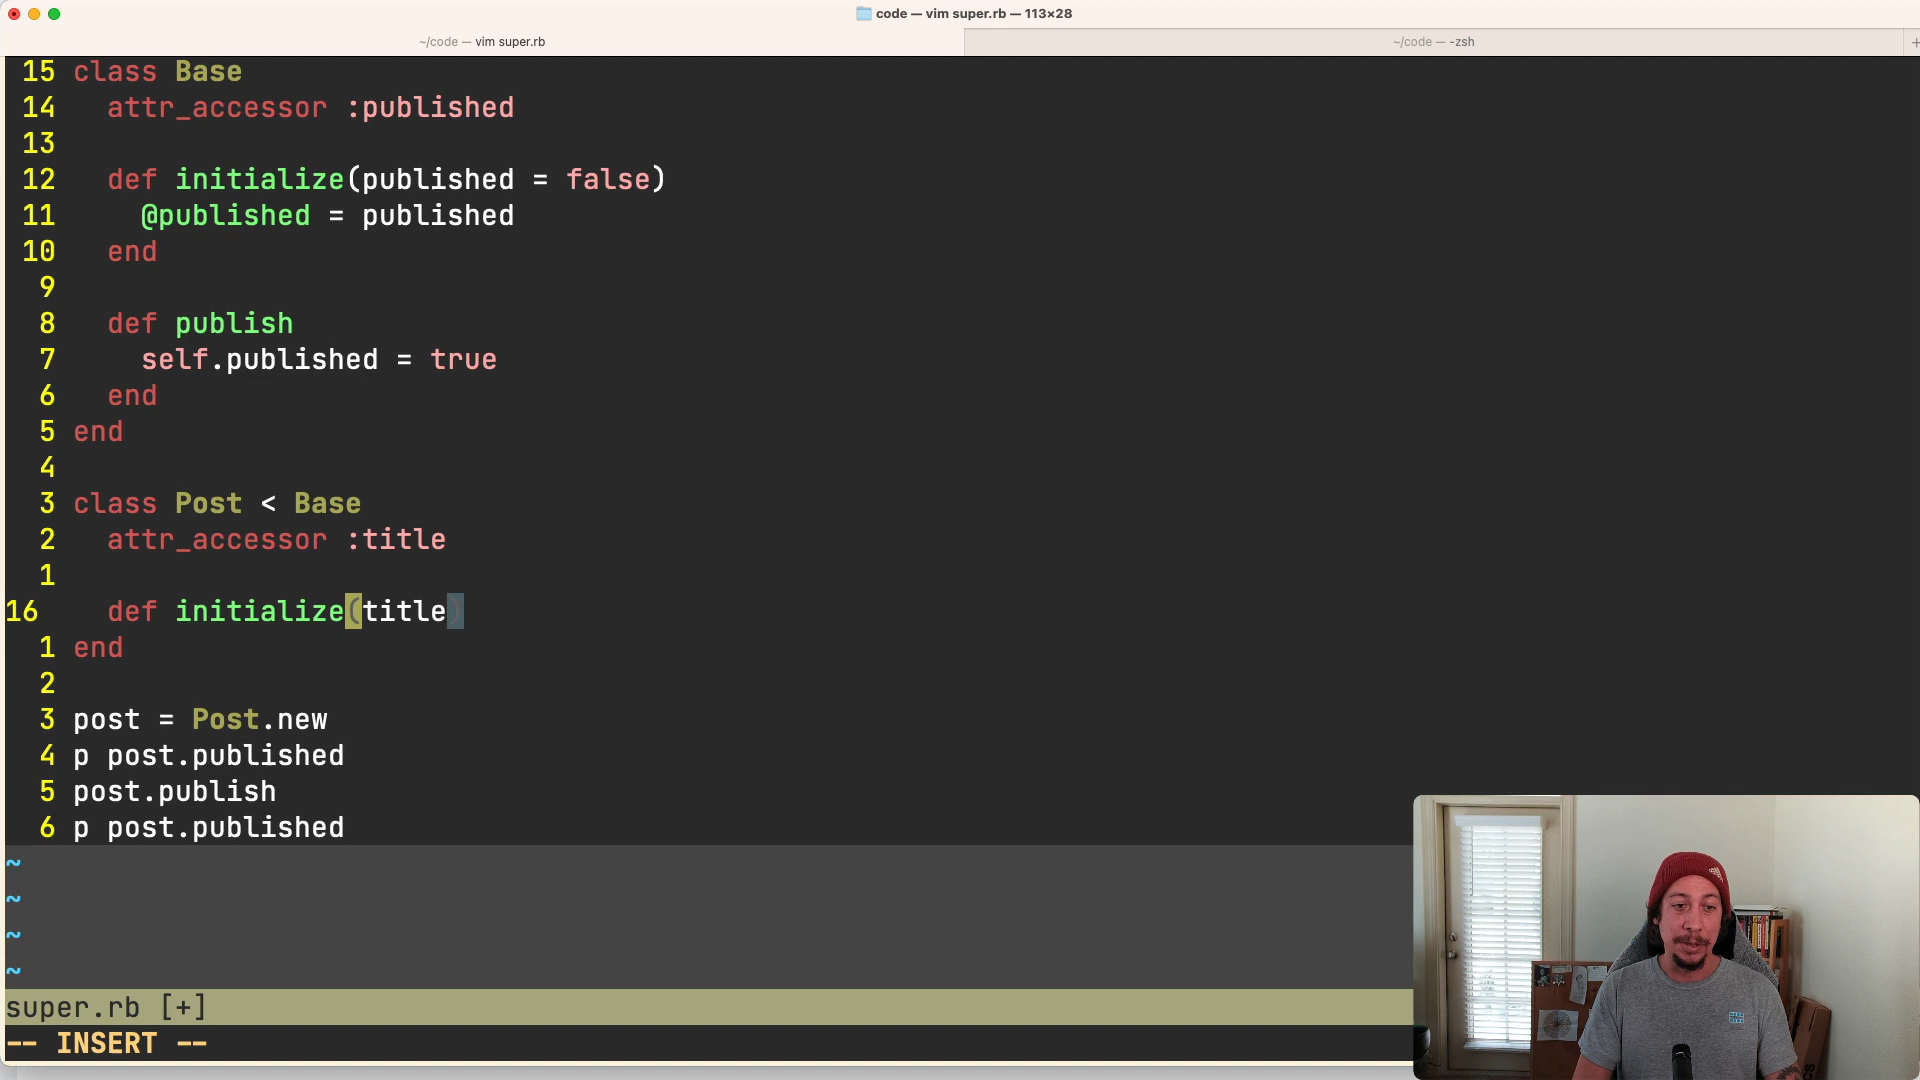 code — vim super.rb — 113×28
~/code — vim super.rb
~/code — -zsh
+
15 class Base
14   attr_accessor :published
13
12   def initialize(published = false)
11     @published = published
10   end
9
8   def publish
7     self.published = true
6   end
5 end
4
3 class Post < Base
2   attr_accessor :title
1
16   def initialize(title)
1 end
2
3 post = Post.new
4 p post.published
5 post.publish
6 p post.published
~
~
~
~
super.rb [+]
-- INSERT --